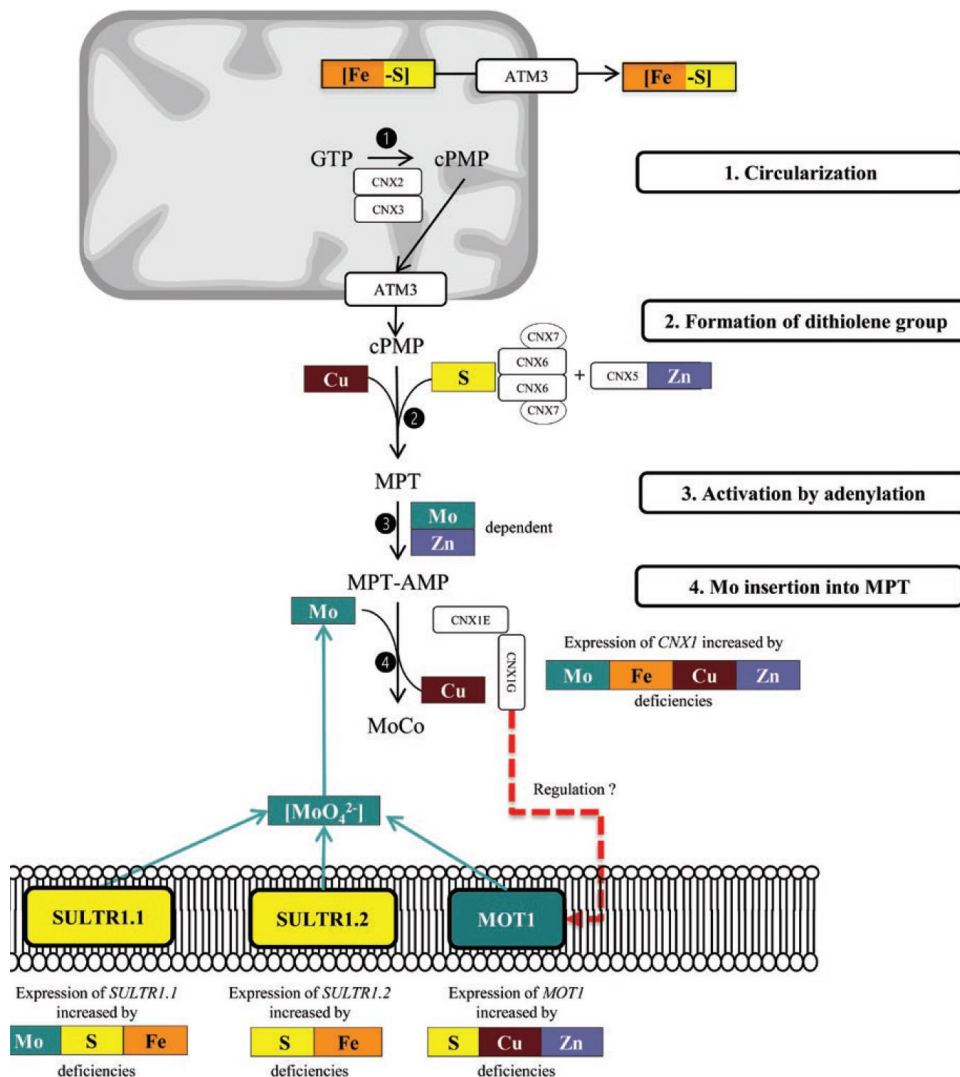 [Fe -S]
ATM3
[Fe -S]
1
GTP
cPMP
CNX2
CNX3
1. Circularization
ATM3
cPMP
2. Formation of dithiolene group
Cu
S
CNX7
CNX6
CNX6
CNX7
+
CNX5
Zn
2
MPT
3. Activation by adenylation
3
Mo
Zn
dependent
MPT-AMP
4. Mo insertion into MPT
Mo
CNX1E
CNX1G
4
Cu
MoCo
Expression of CNX1 increased by
Mo Fe Cu Zn
deficiencies
Regulation ?
[MoO₄²⁻]
SULTR1.1
SULTR1.2
MOT1
Expression of SULTR1.1
increased by
Mo S Fe
deficiencies
Expression of SULTR1.2
increased by
S Fe
deficiencies
Expression of MOT1
increased by
S Cu Zn
deficiencies